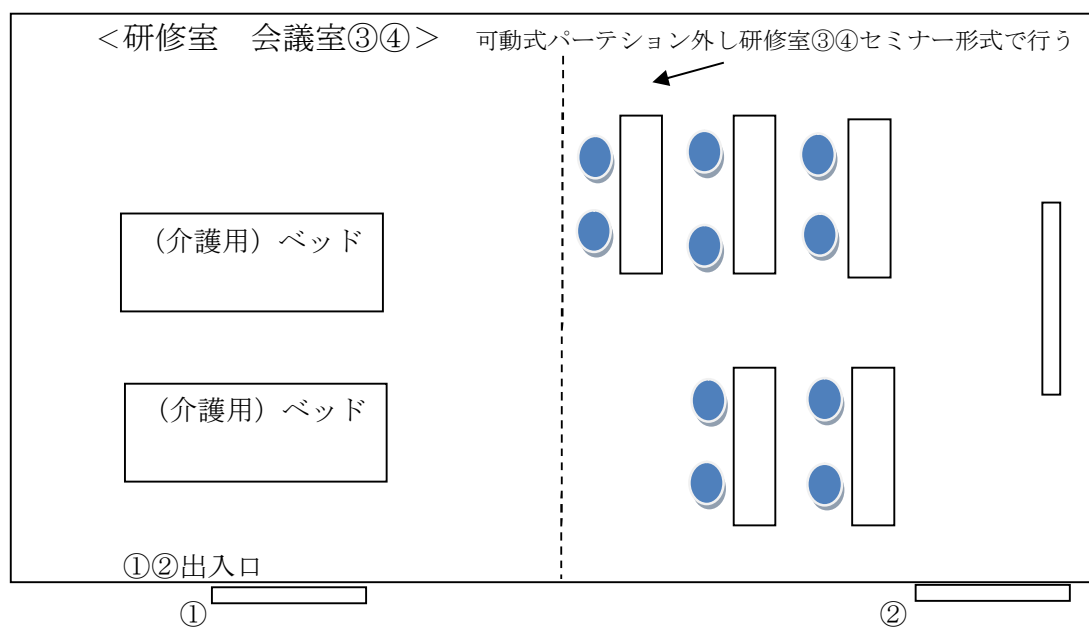 ＜研修室　会議室③④＞
可動式パーテション外し研修室③④セミナー形式で行う
（介護用）ベッド
（介護用）ベッド
①②出入口
①
②